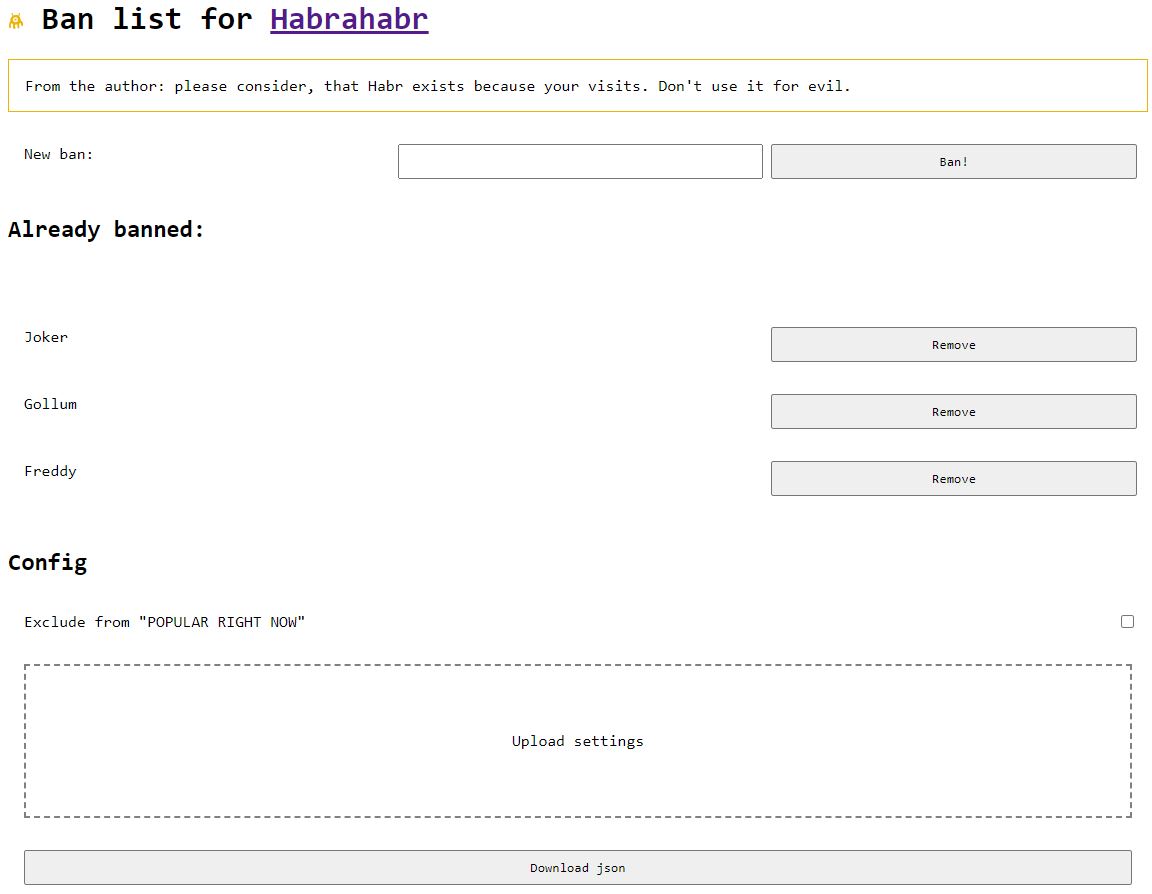 Ban list for Habrahabr
From the author: please consider, that Habr exists because your visits. Don't use it for evil.
New ban:
Ban!
Already banned:
Joker
Remove
Gollum
Remove
Freddy
Remove
Config
Exclude from "POPULAR RIGHT NOW"
Upload settings
Download json